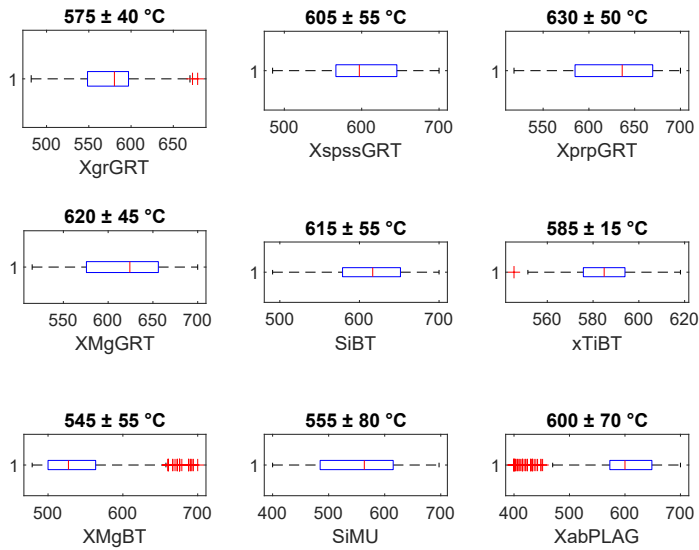 575 ± 40 °C
1
500 550 600 650
XgrGRT
605 ± 55 °C
1
500 600 700
XspssGRT
630 ± 50 °C
1
550 600 650 700
XprpGRT
620 ± 45 °C
1
550 600 650 700
XMgGRT
615 ± 55 °C
1
500 600 700
SiBT
585 ± 15 °C
1
560 580 600 620
xTiBT
545 ± 55 °C
1
500 600 700
XMgBT
555 ± 80 °C
1
400 500 600 700
SiMU
600 ± 70 °C
1
400 500 600 700
XabPLAG